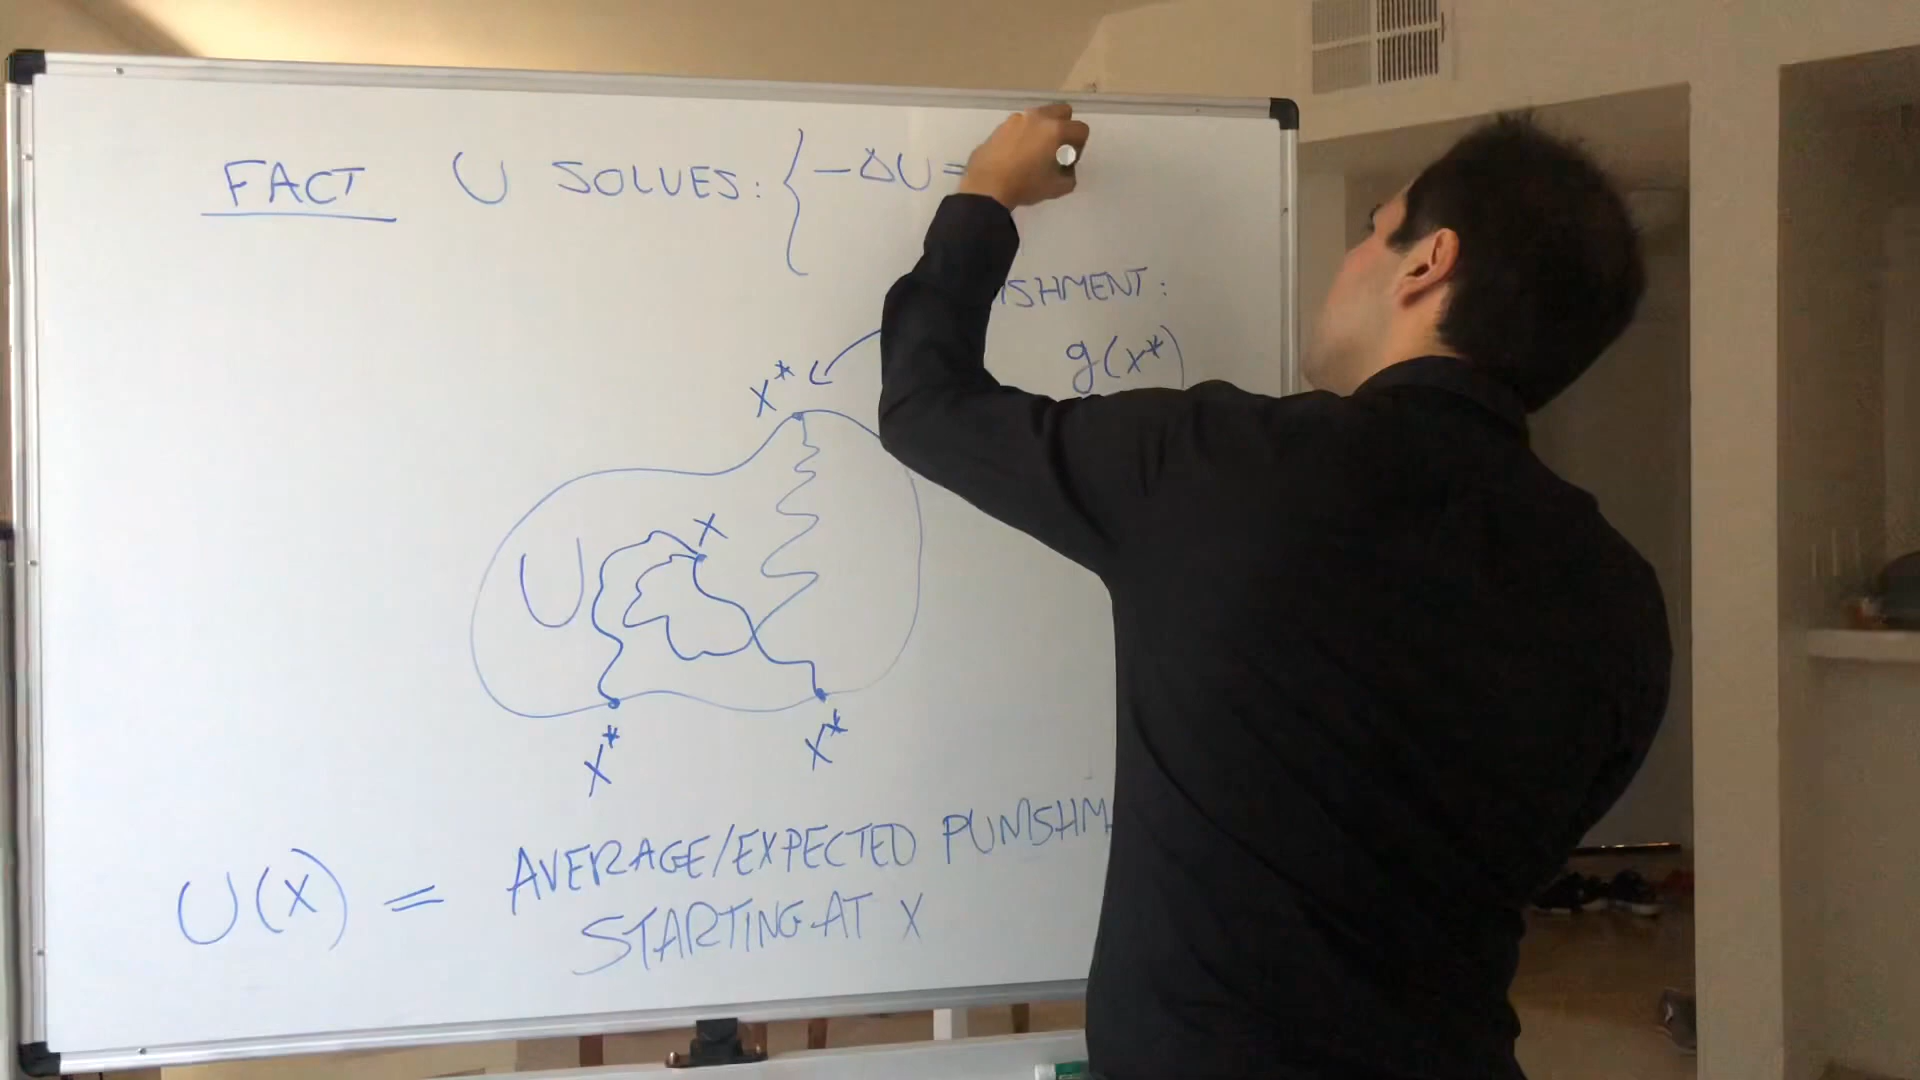 FACT U SOLVES: { -ΔU =
ISHMENT:
g(x*)
X*
X
U
X* X*
U(X) = AVERAGE/EXPECTED PUNISHM
STARTING AT X